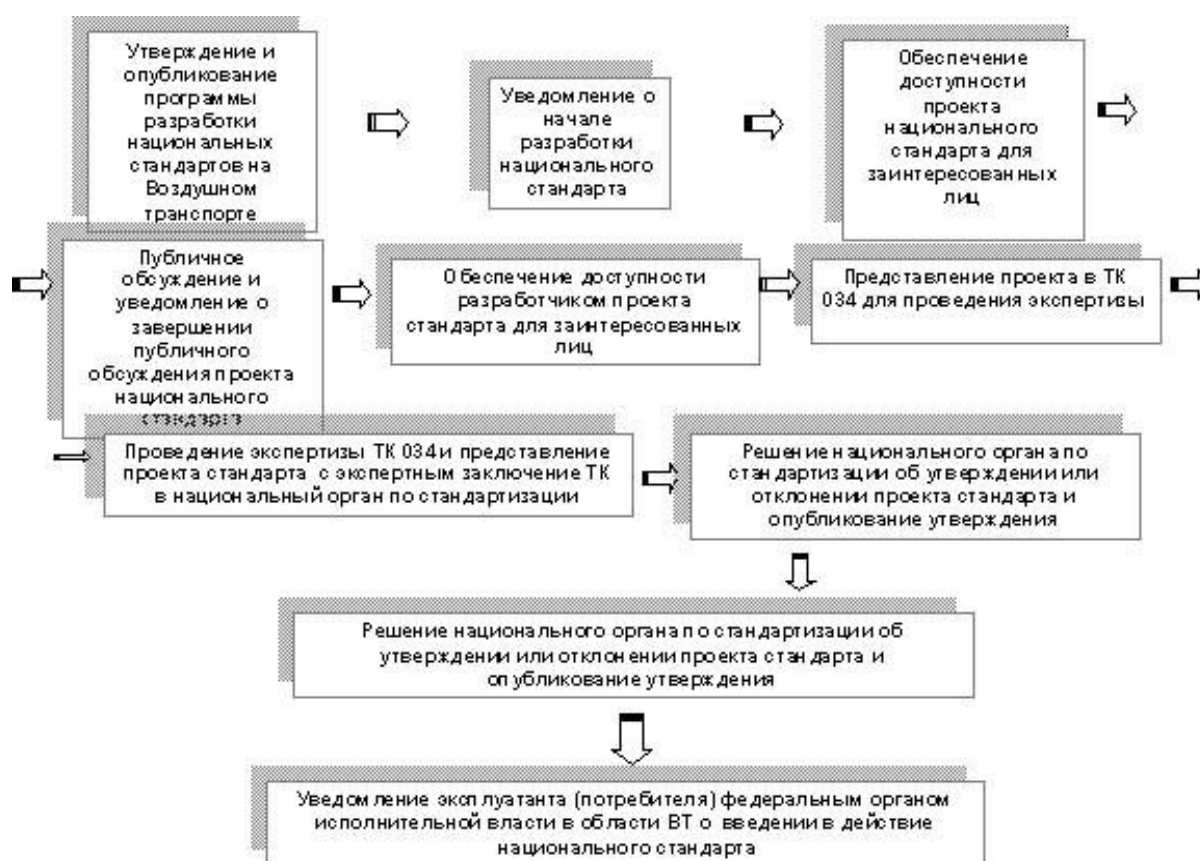 Утверждение и
опубликование
программы
разработки
национальных
стандартов на
Воздушном
транспорте
Уведомление о
начале
разработки
национального
стандарта
Обеспечение
доступности
проекта
национального
стандарта для
заинтересованных
лиц
Публичное
обсуждение и
уведомление о
завершении
публичного
обсуждения проекта
национального
стандарта
Обеспечение доступности
разработчиком проекта
стандарта для заинтересованных
лиц
Представление проекта в ТК
034 для проведения экспертизы
Проведение экспертизы ТК 034 и представление
проекта стандарта с экспертным заключение ТК
в национальный орган по стандартизации
Решение национального органа по
стандартизации об утверждении или
отклонении проекта стандарта и
опубликование утверждения
Решение национального органа по стандартизации об
утверждении или отклонении проекта стандарта и
опубликование утверждения
Уведомление эксплуатанта (потребителя) федеральным органом
исполнительной власти в области ВТ о введении в действие
национального стандарта